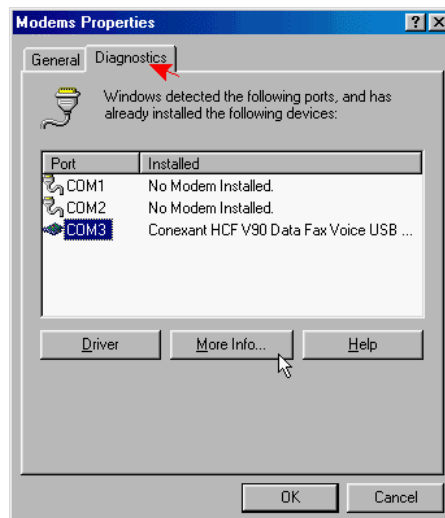 Modems Properties
General Diagnostics
Windows detected the following ports, and has
already installed the following devices:
Port Installed
COM1 No Modem Installed.
COM2 No Modem Installed.
COM3 Conexant HCF V90 Data Fax Voice USB ...
Driver More Info... Help
OK Cancel